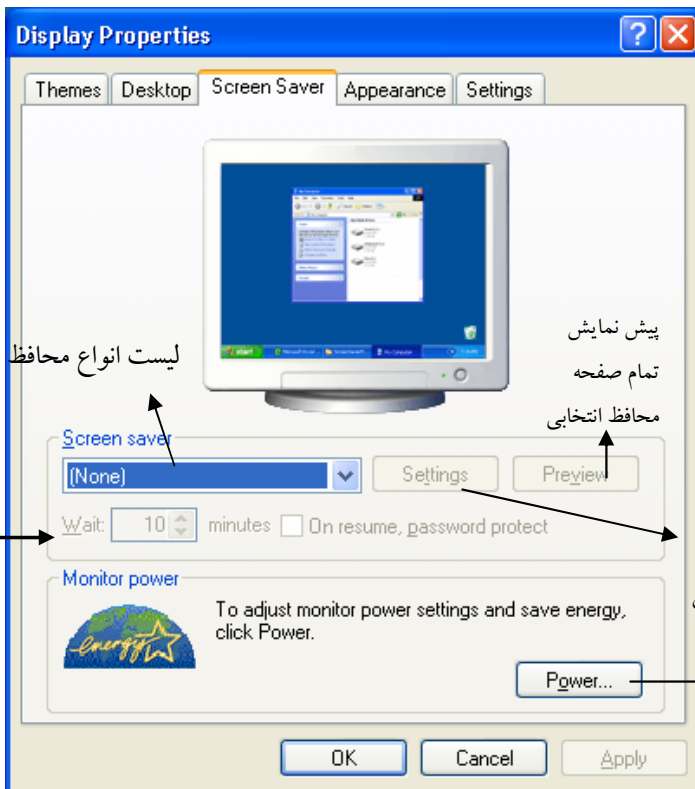 Display Properties
Themes Desktop Screen Saver Appearance Settings
پیش نمایش
تمام صفحه
محافظ انتخابی
لیست انواع محافظ
Screen saver
(None)
Settings
Preview
Wait: 10 minutes On resume, password protect
Monitor power
energy
To adjust monitor power settings and save energy,
click Power.
Power...
OK Cancel Apply